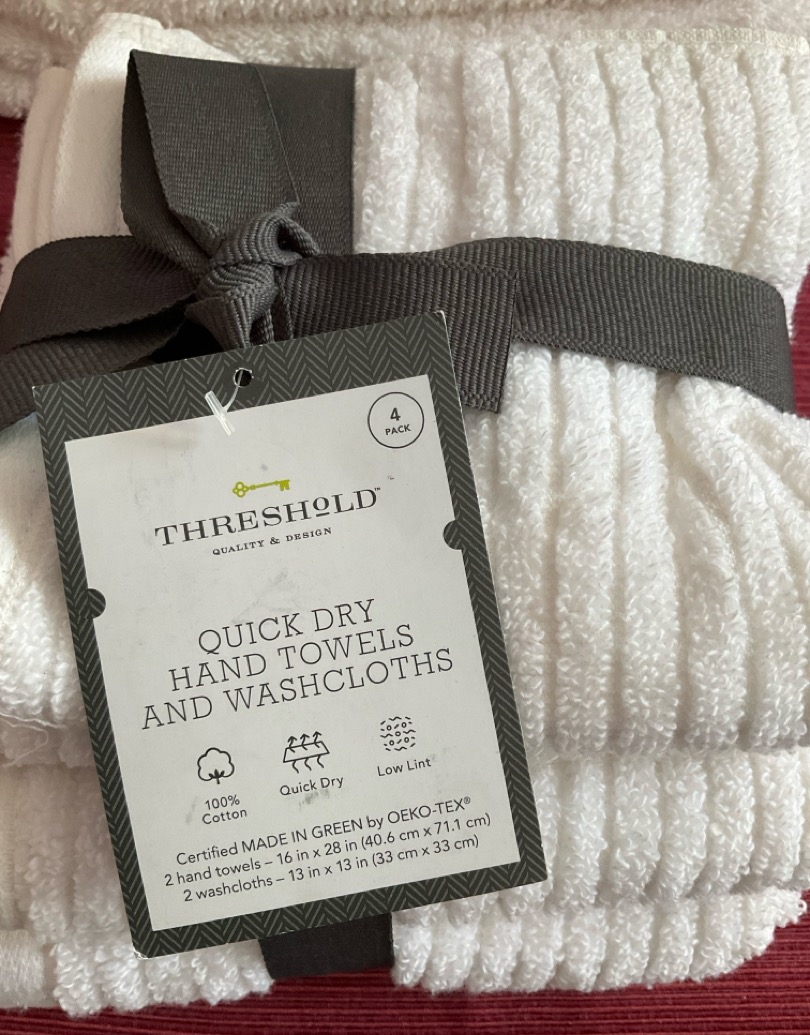 4
PACK
THRESHOLD™
QUALITY & DESIGN
QUICK DRY
HAND TOWELS
AND WASHCLOTHS
100%
Cotton
Quick Dry
Low Lint
Certified MADE IN GREEN by OEKO-TEX®
2 hand towels – 16 in x 28 in (40.6 cm x 71.1 cm)
2 washcloths – 13 in x 13 in (33 cm x 33 cm)